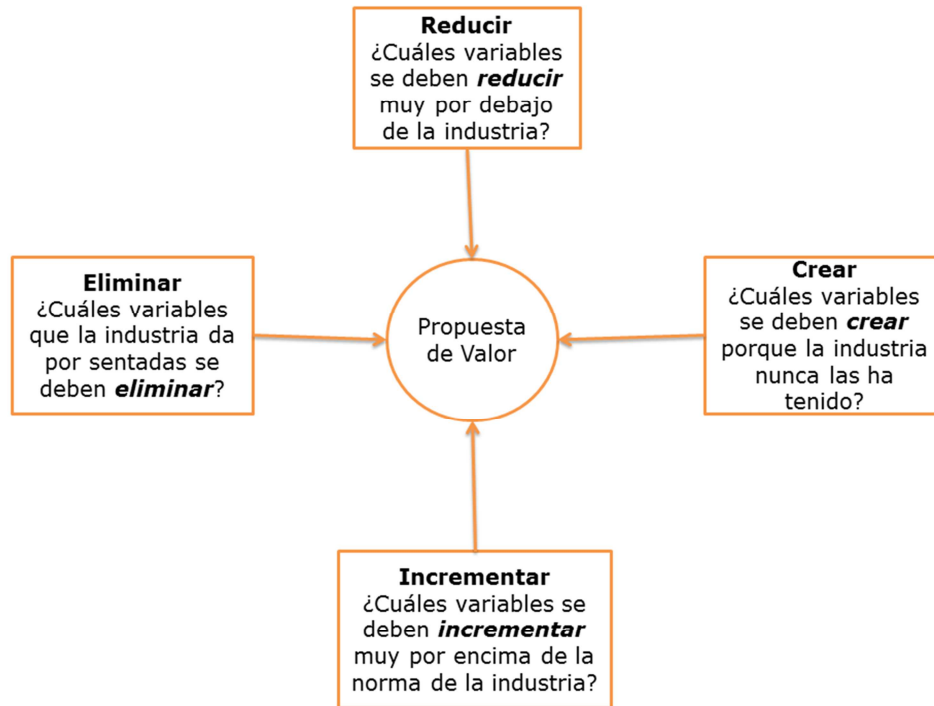 Reducir
¿Cuáles variables
se deben reducir
muy por debajo
de la industria?
Eliminar
¿Cuáles variables
que la industria da
por sentadas se
deben eliminar?
Propuesta
de Valor
Crear
¿Cuáles variables
se deben crear
porque la industria
nunca las ha
tenido?
Incrementar
¿Cuáles variables se
deben incrementar
muy por encima de la
norma de la industria?